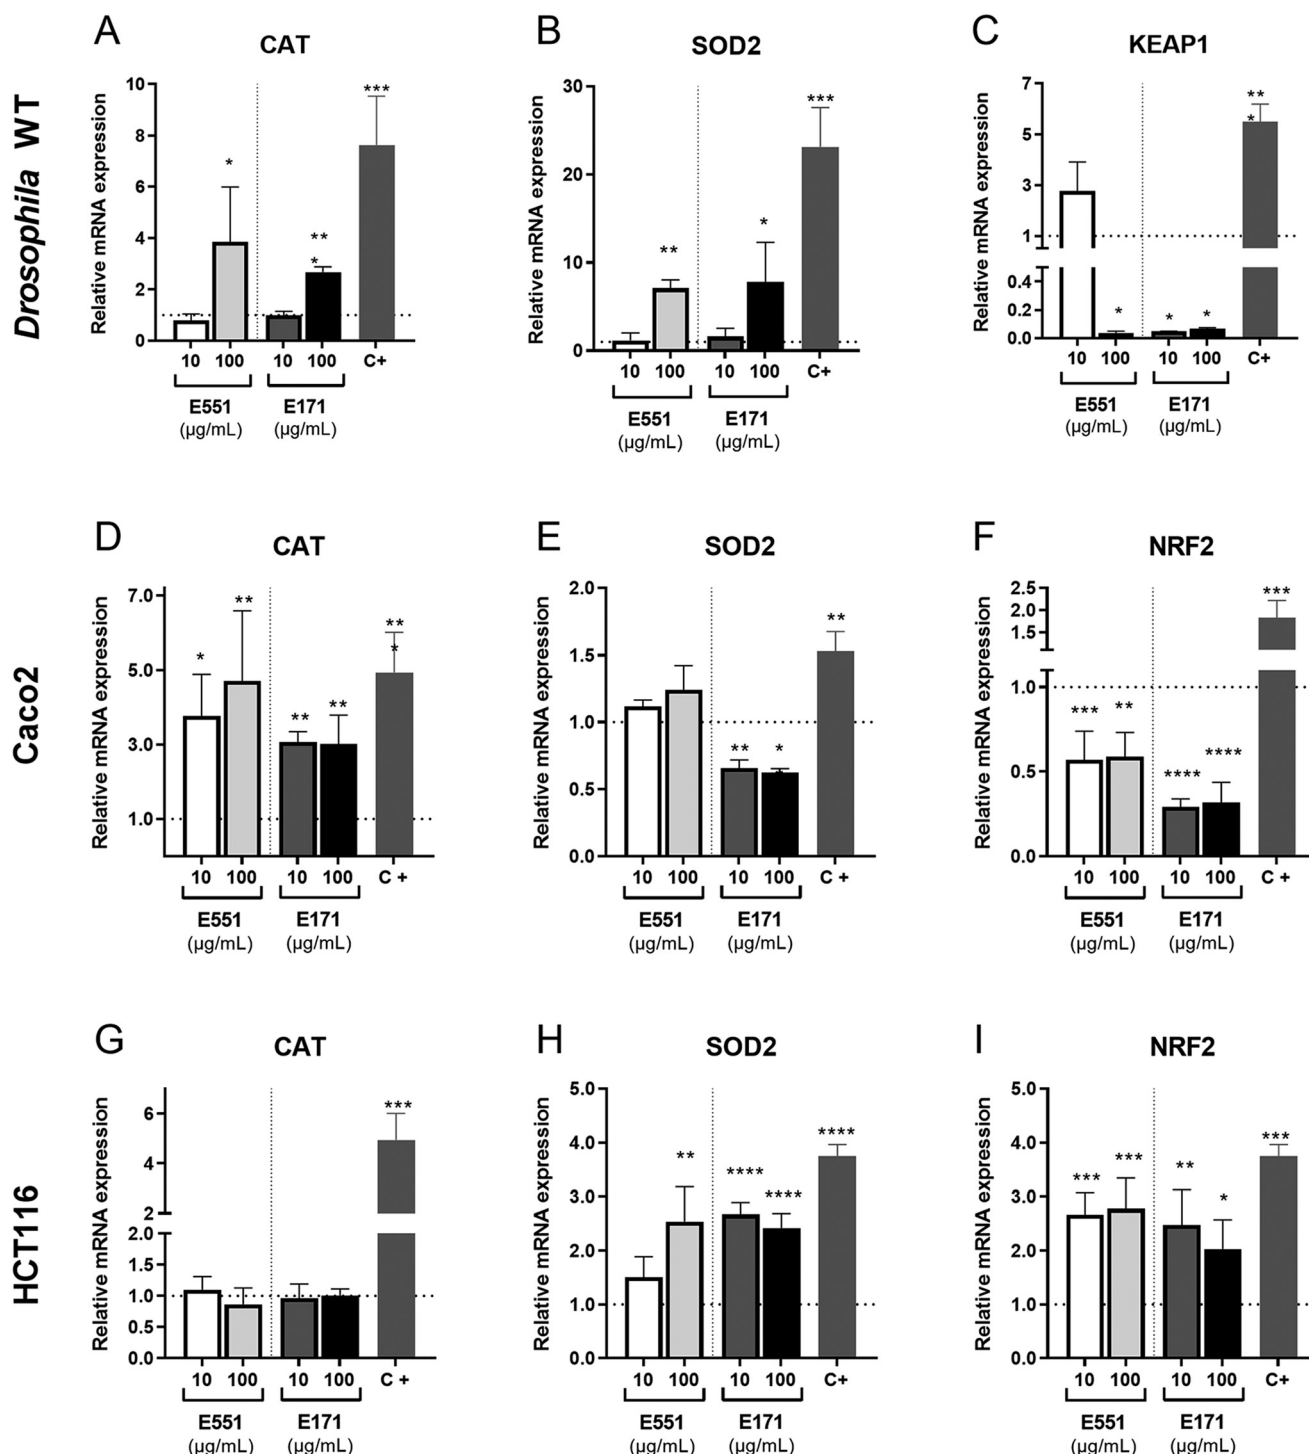 A
CAT
Drosophila WT
Relative mRNA expression
10
8
6
4
2
0
*
**
*
***
10 100 10 100 C+
E551 E171
(µg/mL) (µg/mL)
B
SOD2
Relative mRNA expression
30
20
10
0
**
*
***
10 100 10 100 C+
E551 E171
(µg/mL) (µg/mL)
C
KEAP1
Relative mRNA expression
7
5
3
1
0.4
0.2
0.0
*
*
*
**
*
10 100 10 100 C+
E551 E171
(µg/mL) (µg/mL)
D
CAT
Caco2
Relative mRNA expression
7.0
5.0
3.0
1.0
*
**
**
**
**
*
10 100 10 100 C +
E551 E171
(µg/mL) (µg/mL)
E
SOD2
Relative mRNA expression
2.0
1.5
1.0
0.5
0.0
**
*
**
10 100 10 100 C +
E551 E171
(µg/mL) (µg/mL)
F
NRF2
Relative mRNA expression
2.5
2.0
1.5
1.0
0.5
0.0
***
**
****
****
***
10 100 10 100 C +
E551 E171
(µg/mL) (µg/mL)
G
CAT
HCT116
Relative mRNA expression
6
4
2
2.0
1.5
1.0
0.5
0.0
***
10 100 10 100 C +
E551 E171
(µg/mL) (µg/mL)
H
SOD2
Relative mRNA expression
5.0
4.0
3.0
2.0
1.0
0.0
**
****
****
****
10 100 10 100 C+
E551 E171
(µg/mL) (µg/mL)
I
NRF2
Relative mRNA expression
5.0
4.0
3.0
2.0
1.0
0.0
***
***
**
*
***
10 100 10 100 C+
E551 E171
(µg/mL) (µg/mL)